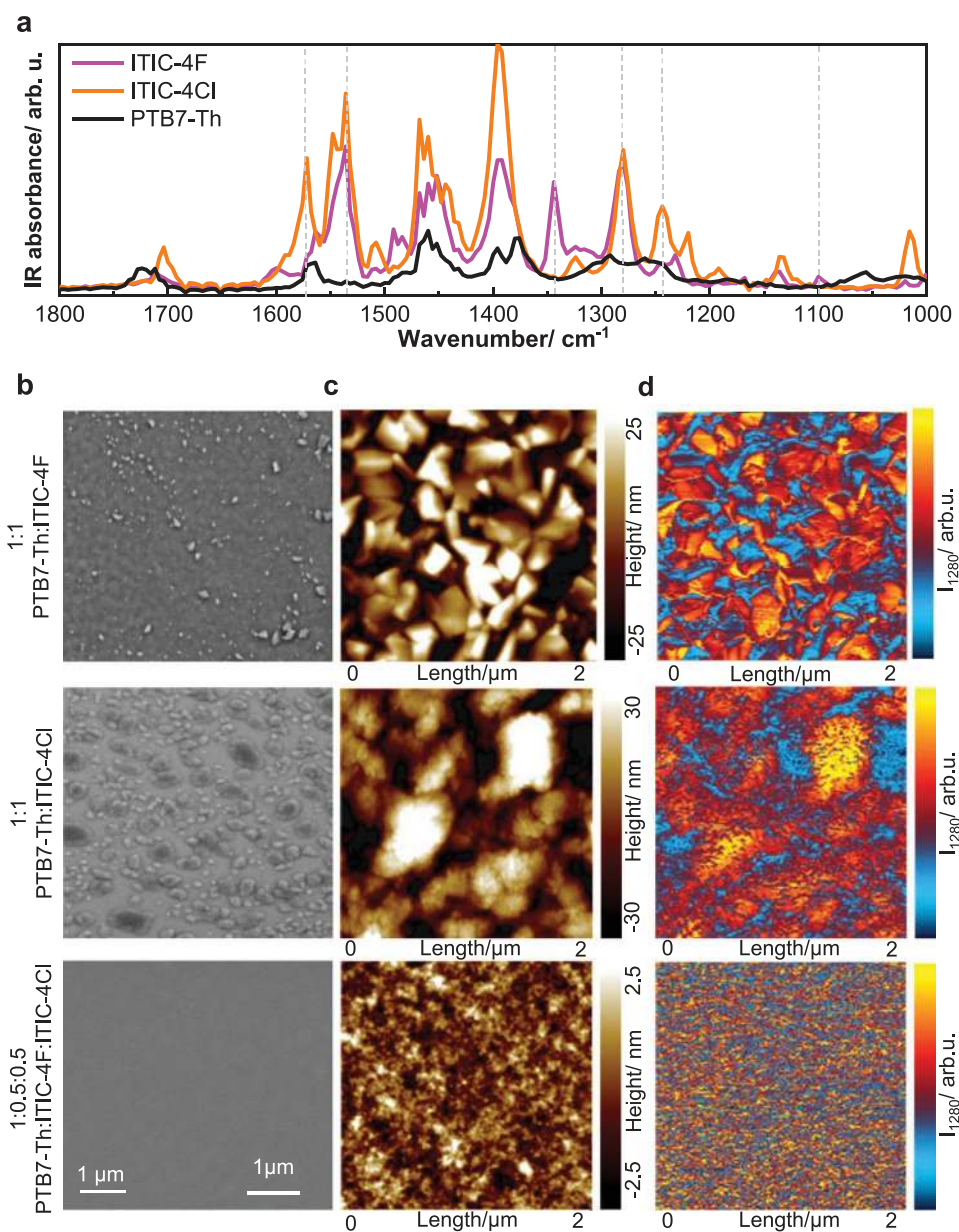 a
IR absorbance/ arb. u.
ITIC-4F
ITIC-4Cl
PTB7-Th
1800 1700 1600 1500 1400 1300 1200 1100 1000
Wavenumber/ cm⁻¹
b c d
1:1
PTB7-Th:ITIC-4F
25
Height/ nm
-25
I₁₂₈₀/ arb.u.
0 Length/µm 2
0 Length/µm 2
1:1
PTB7-Th:ITIC-4Cl
30
Height/ nm
-30
I₁₂₈₀/ arb.u.
0 Length/µm 2
0 Length/µm 2
1:0.5:0.5
PTB7-Th:ITIC-4F:ITIC-4Cl
1 µm
1µm
2.5
Height/ nm
-2.5
I₁₂₈₀/ arb.u.
0 Length/µm 2
0 Length/µm 2